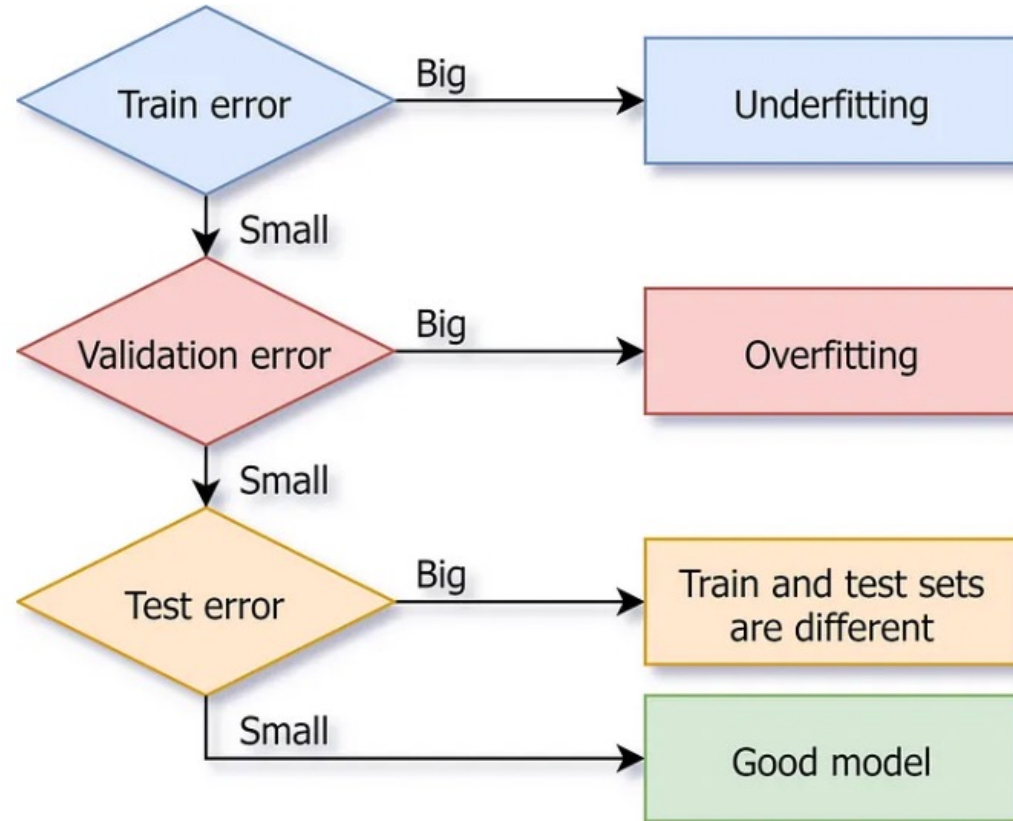 Train error
Big
Underfitting
Small
Validation error
Big
Overfitting
Small
Test error
Big
Train and test sets
are different
Small
Good model